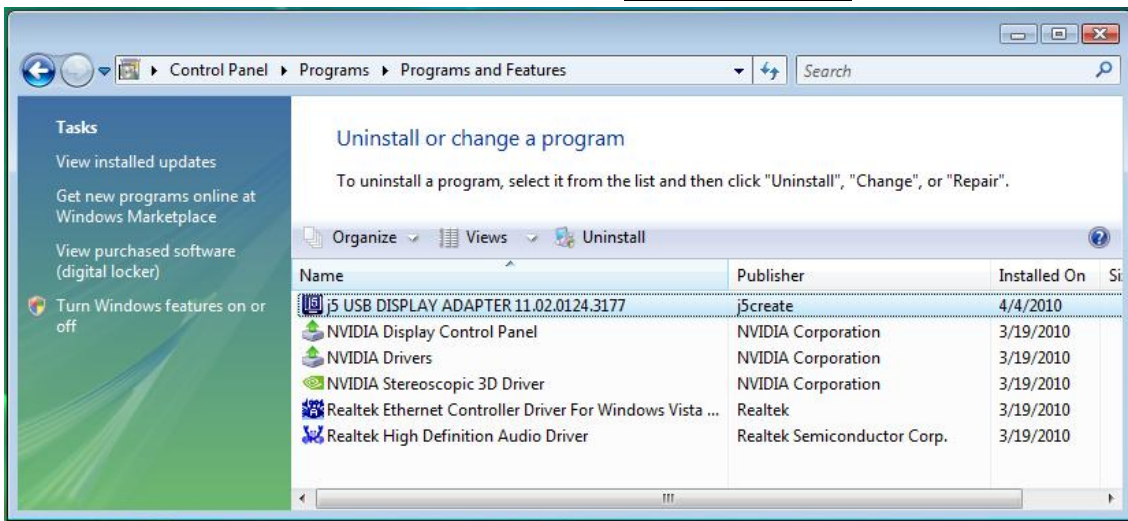 Control Panel ▸ Programs ▸ Programs and Features
Search
Tasks
View installed updates
Get new programs online at
Windows Marketplace
View purchased software
(digital locker)
Turn Windows features on or
off
Uninstall or change a program
To uninstall a program, select it from the list and then click "Uninstall", "Change", or "Repair".
Organize Views Uninstall
Name Publisher Installed On Si
j5 USB DISPLAY ADAPTER 11.02.0124.3177 j5create 4/4/2010
NVIDIA Display Control Panel NVIDIA Corporation 3/19/2010
NVIDIA Drivers NVIDIA Corporation 3/19/2010
NVIDIA Stereoscopic 3D Driver NVIDIA Corporation 3/19/2010
Realtek Ethernet Controller Driver For Windows Vista ... Realtek 3/19/2010
Realtek High Definition Audio Driver Realtek Semiconductor Corp. 3/19/2010